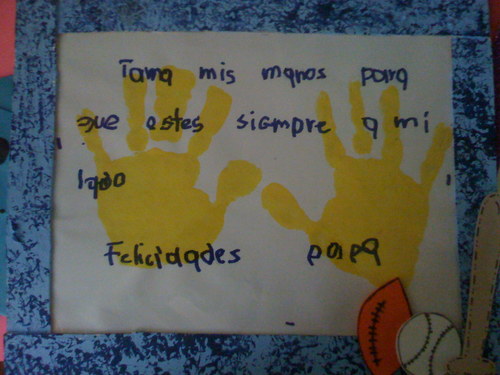 Toma mis manos para
que estes siempre a mi
lado
Felicidades papa